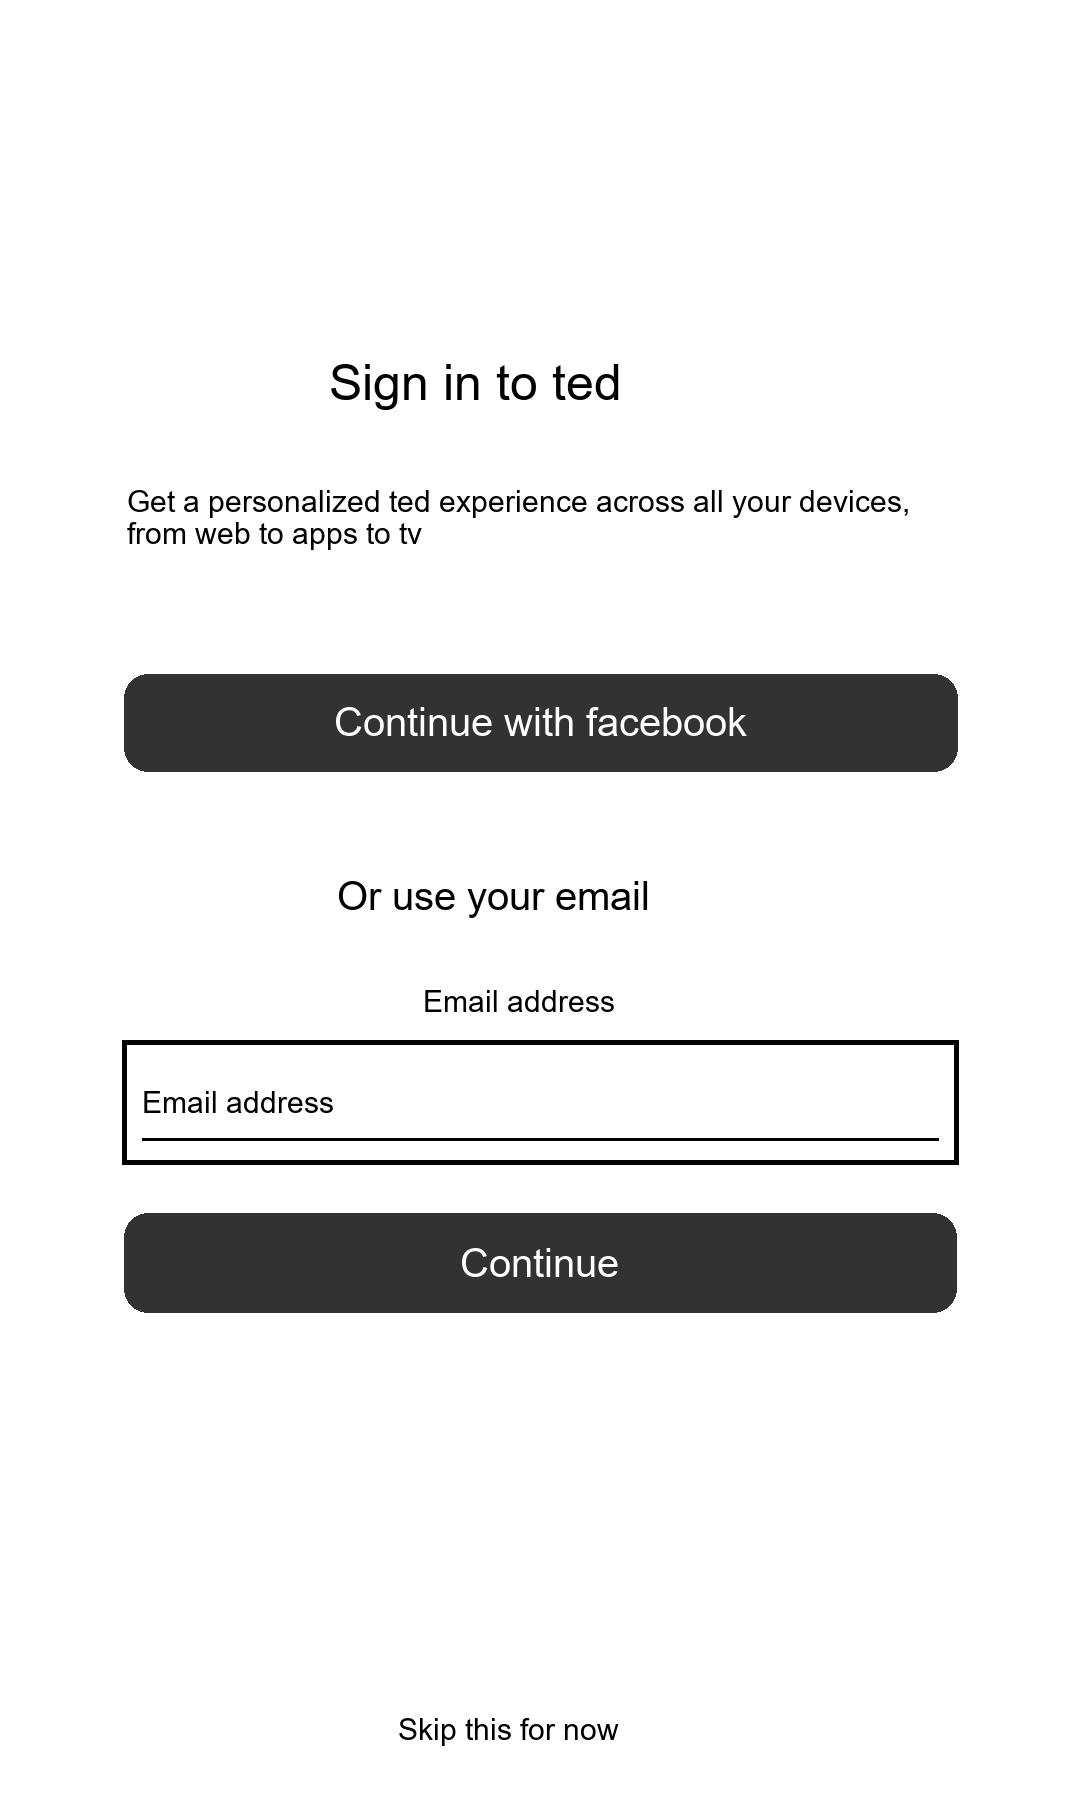 Sign in to ted
Get a personalized ted experience across all your devices,
from web to apps to tv
Continue with facebook
Or use your email
Email address
Email address
Continue
Skip this for now